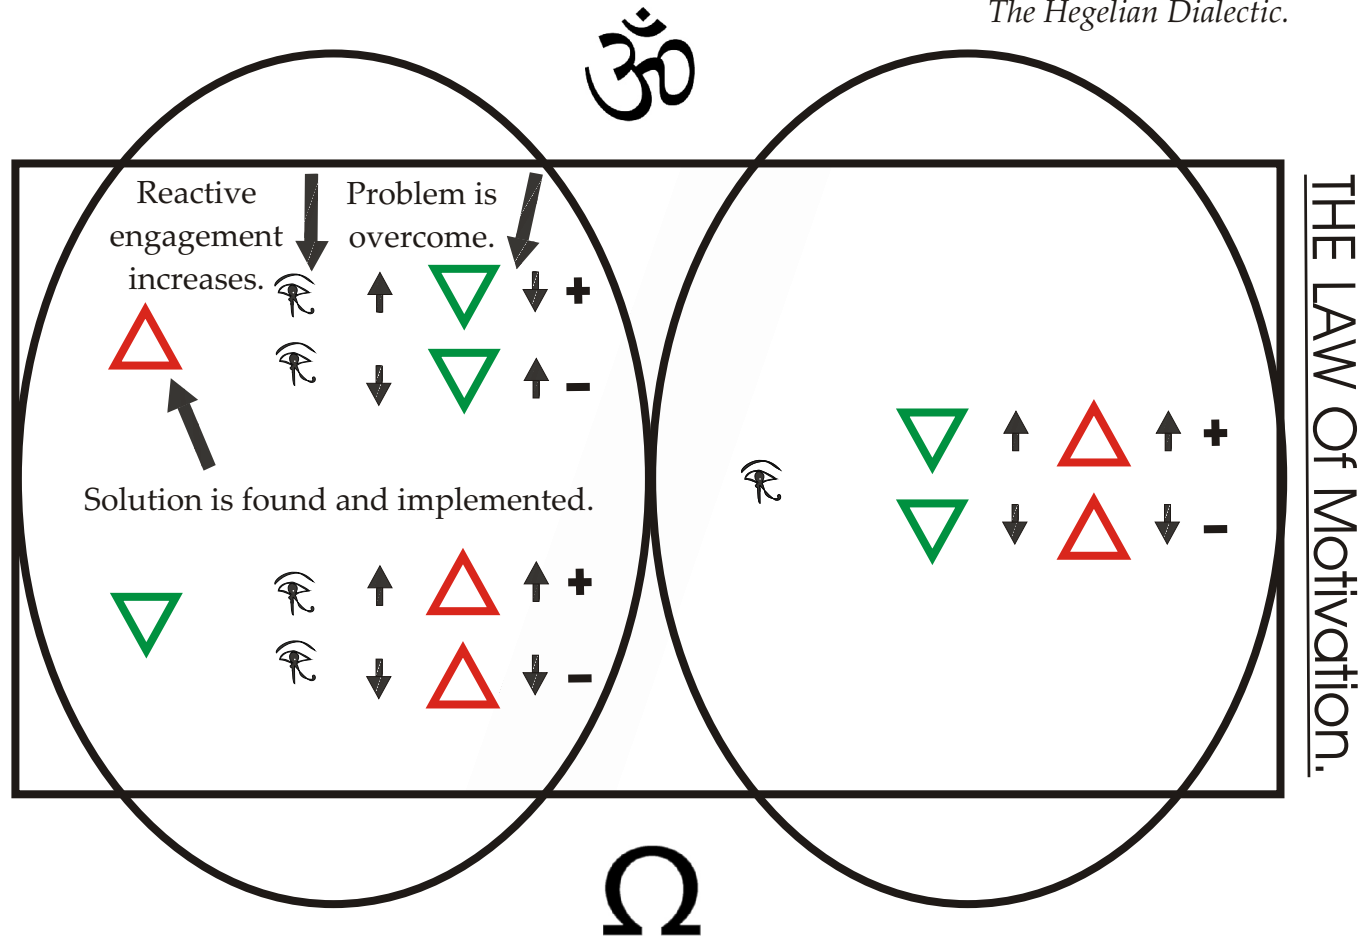 The Hegelian Dialectic.
ॐ
Reactive
engagement
increases.
Problem is
overcome.
+
−
Solution is found and implemented.
+
−
+
−
THE LAW Of Motivation.
Ω